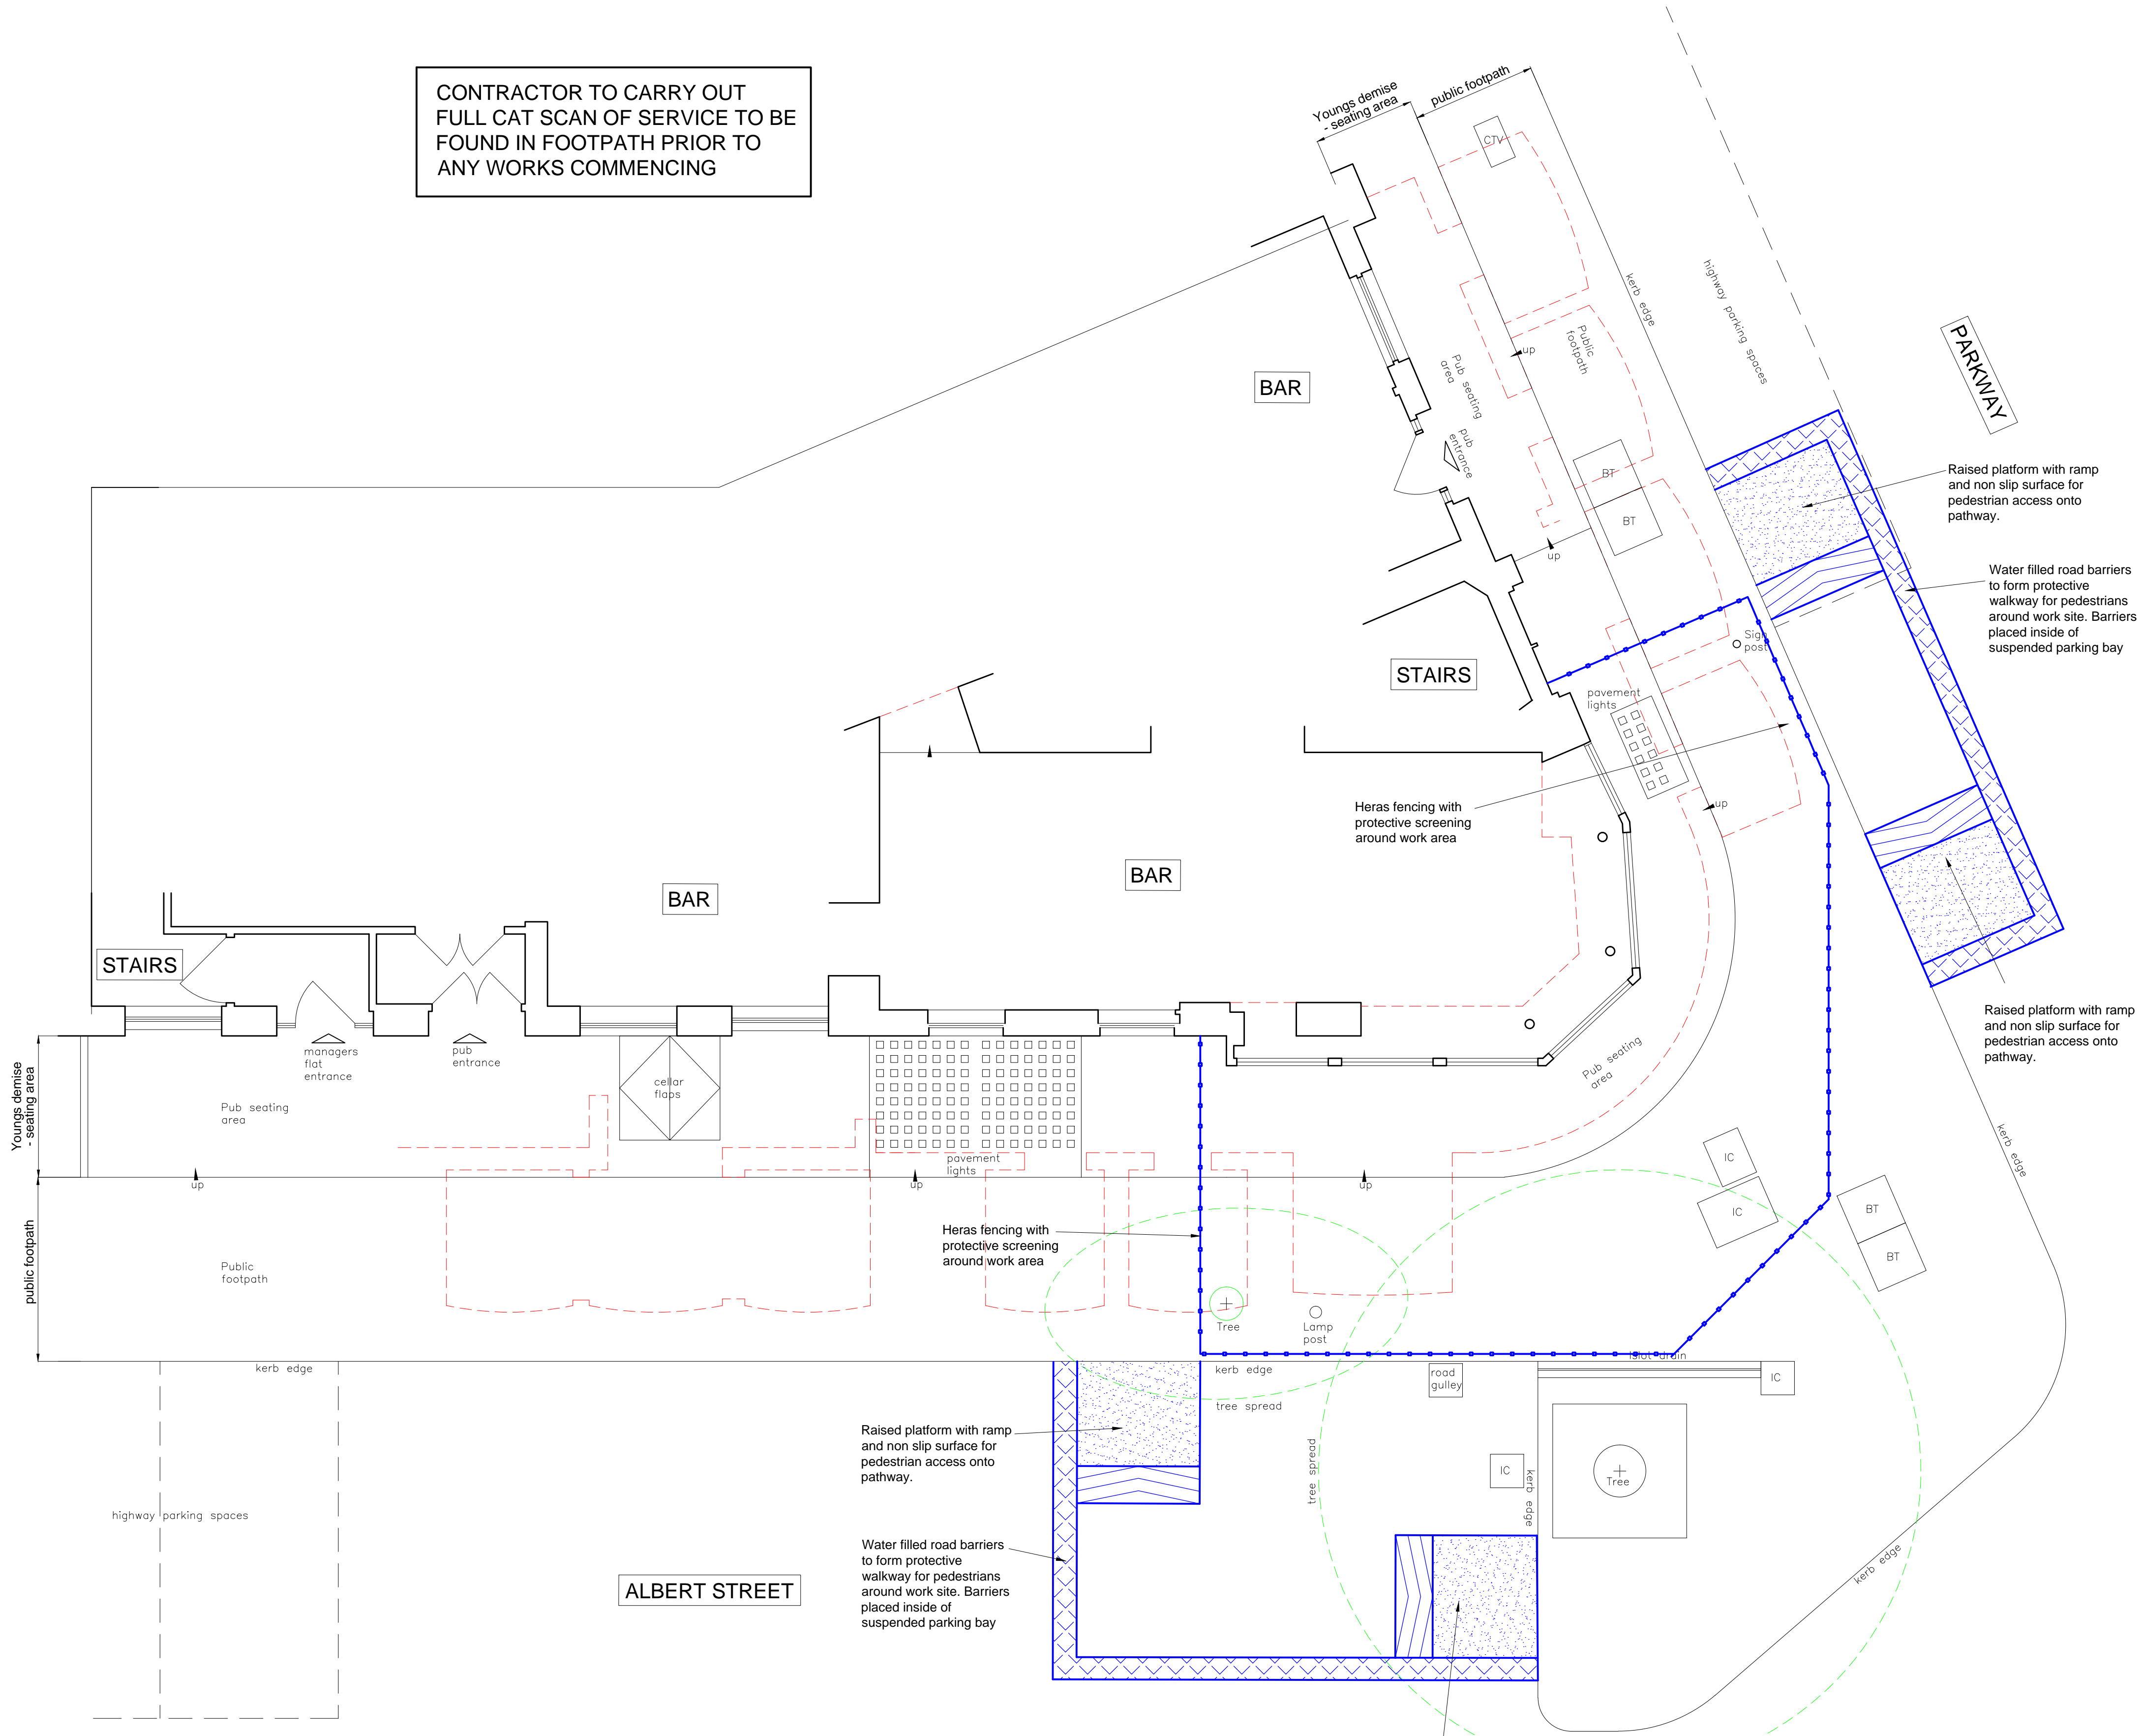 CONTRACTOR TO CARRY OUT
FULL CAT SCAN OF SERVICE TO BE
FOUND IN FOOTPATH PRIOR TO
ANY WORKS COMMENCING
Youngs demise
- seating area
public footpath
CTV
kerb edge
highway parking spaces
PARKWAY
Public
footpath
up
Pub seating
area
pub
entrance
BAR
BT
BT
up
Raised platform with ramp
and non slip surface for
pedestrian access onto
pathway.
Water filled road barriers
to form protective
walkway for pedestrians
around work site. Barriers
placed inside of
suspended parking bay
Sign
post
STAIRS
pavement
lights
Heras fencing with
protective screening
around work area
up
BAR
BAR
STAIRS
Raised platform with ramp
and non slip surface for
pedestrian access onto
pathway.
managers
flat
entrance
pub
entrance
cellar
flaps
Pub seating
area
Youngs demise
- seating area
Pub seating
area
pavement
lights
up
up
up
kerb edge
IC
IC
BT
BT
public footpath
Public
footpath
Heras fencing with
protective screening
around work area
Tree
Lamp
post
kerb edge
kerb edge
slot drain
road
gulley
IC
tree spread
tree spread
Raised platform with ramp
and non slip surface for
pedestrian access onto
pathway.
IC
kerb edge
Tree
highway parking spaces
Water filled road barriers
to form protective
walkway for pedestrians
around work site. Barriers
placed inside of
suspended parking bay
kerb edge
ALBERT STREET